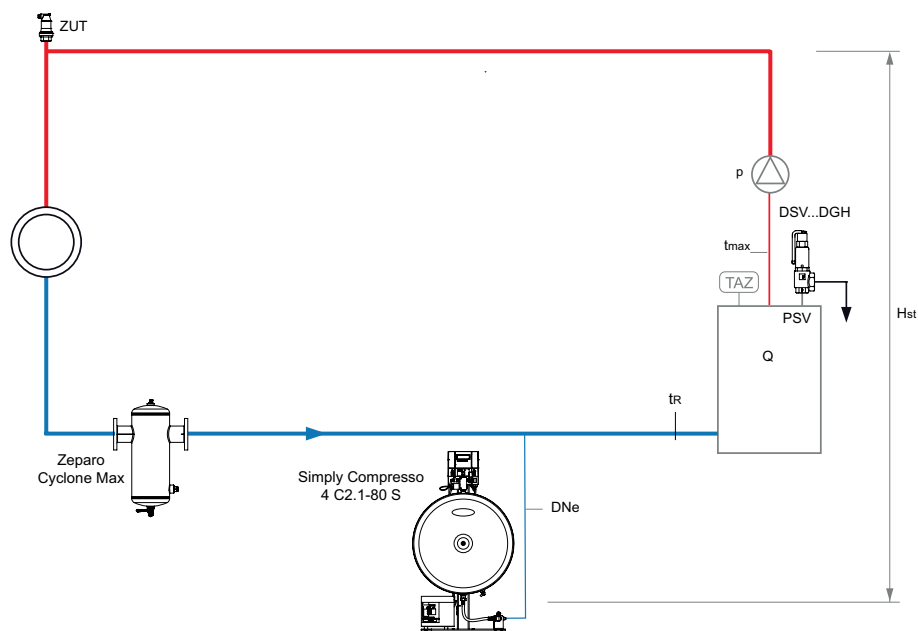 ZUT
p
DSV...DGH
tmax
TAZ
PSV
Hst
Q
tR
Zeparo
Cyclone Max
Simply Compresso
4 C2.1-80 S
DNe